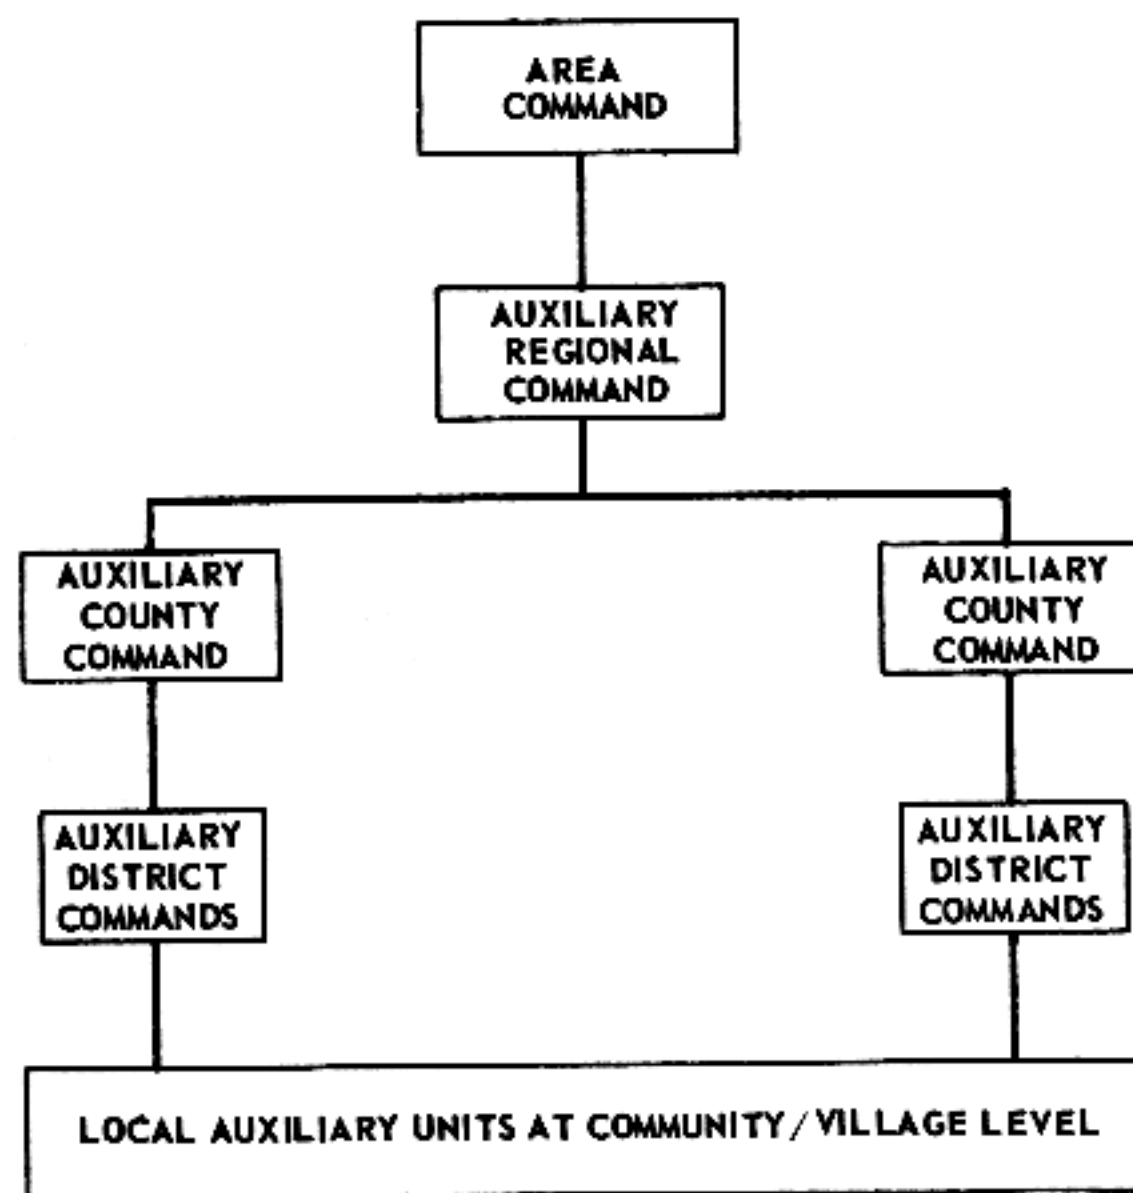 AREA
COMMAND
AUXILIARY
REGIONAL
COMMAND
AUXILIARY
COUNTY
COMMAND
AUXILIARY
COUNTY
COMMAND
AUXILIARY
DISTRICT
COMMANDS
AUXILIARY
DISTRICT
COMMANDS
LOCAL AUXILIARY UNITS AT COMMUNITY/VILLAGE LEVEL